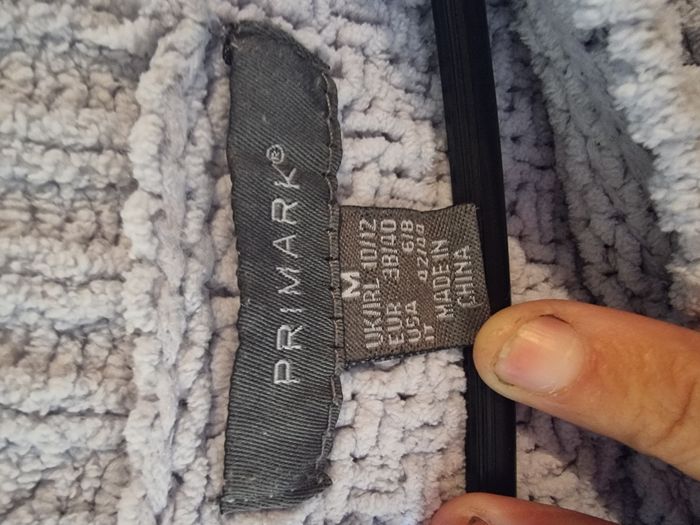 PRIMARK®
M
UK/IRL 10/12
EUR 38/40
USA 6/8
IT 42/44
MADE IN
CHINA